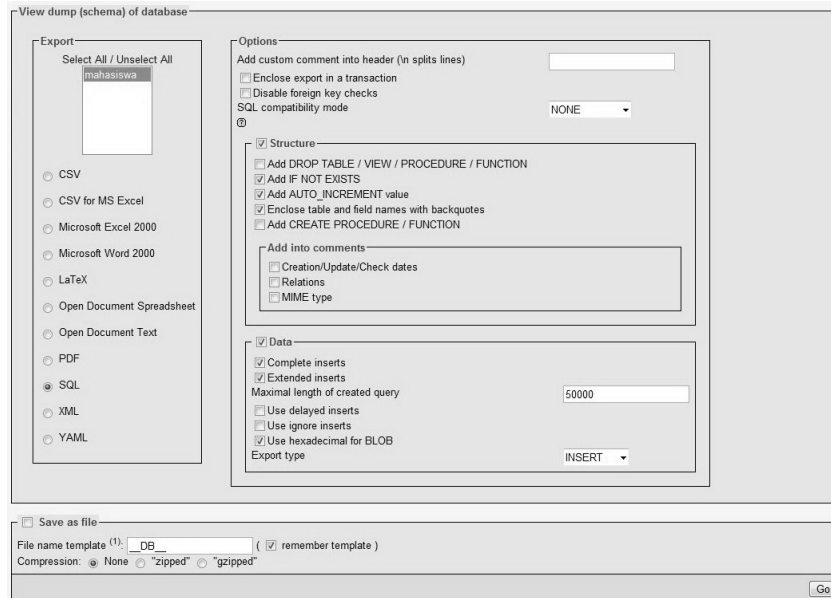 View dump (schema) of database
Export
Select All / Unselect All
mahasiswa
CSV
CSV for MS Excel
Microsoft Excel 2000
Microsoft Word 2000
LaTeX
Open Document Spreadsheet
Open Document Text
PDF
SQL
XML
YAML
Options
Add custom comment into header (\n splits lines)
Enclose export in a transaction
Disable foreign key checks
SQL compatibility mode NONE
?
Structure
Add DROP TABLE / VIEW / PROCEDURE / FUNCTION
Add IF NOT EXISTS
Add AUTO_INCREMENT value
Enclose table and field names with backquotes
Add CREATE PROCEDURE / FUNCTION
Add into comments
Creation/Update/Check dates
Relations
MIME type
Data
Complete inserts
Extended inserts
Maximal length of created query 50000
Use delayed inserts
Use ignore inserts
Use hexadecimal for BLOB
Export type INSERT
Save as file
File name template (1): __DB__ ( remember template )
Compression: None "zipped" "gzipped"
Go